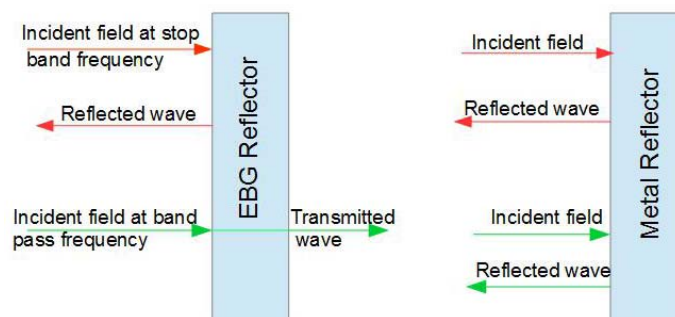 Incident field at stop
band frequency
Reflected wave
EBG Reflector
Incident field at band
pass frequency
Transmitted
wave
Incident field
Reflected wave
Metal Reflector
Incident field
Reflected wave